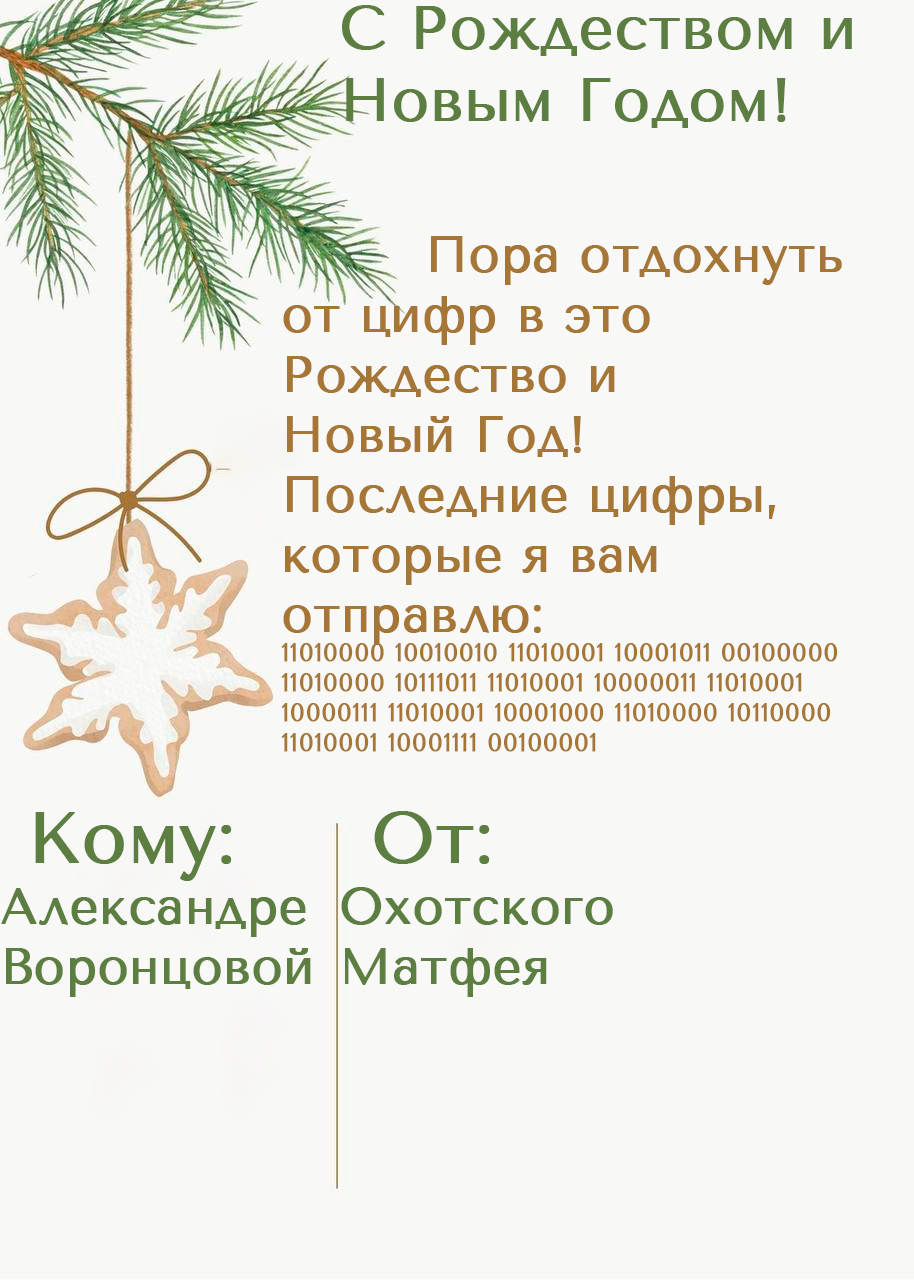 С Рождеством и
Новым Годом!
Пора отдохнуть
от цифр в это
Рождество и
Новый Год!
Последние цифры,
которые я вам
отправлю:
11010000 10010010 11010001 10001011 00100000
11010000 10111011 11010001 10000011 11010001
10000111 11010001 10001000 11010000 10110000
11010001 10001111 00100001
Кому:
Александре
Воронцовой
От:
Охотского
Матфея